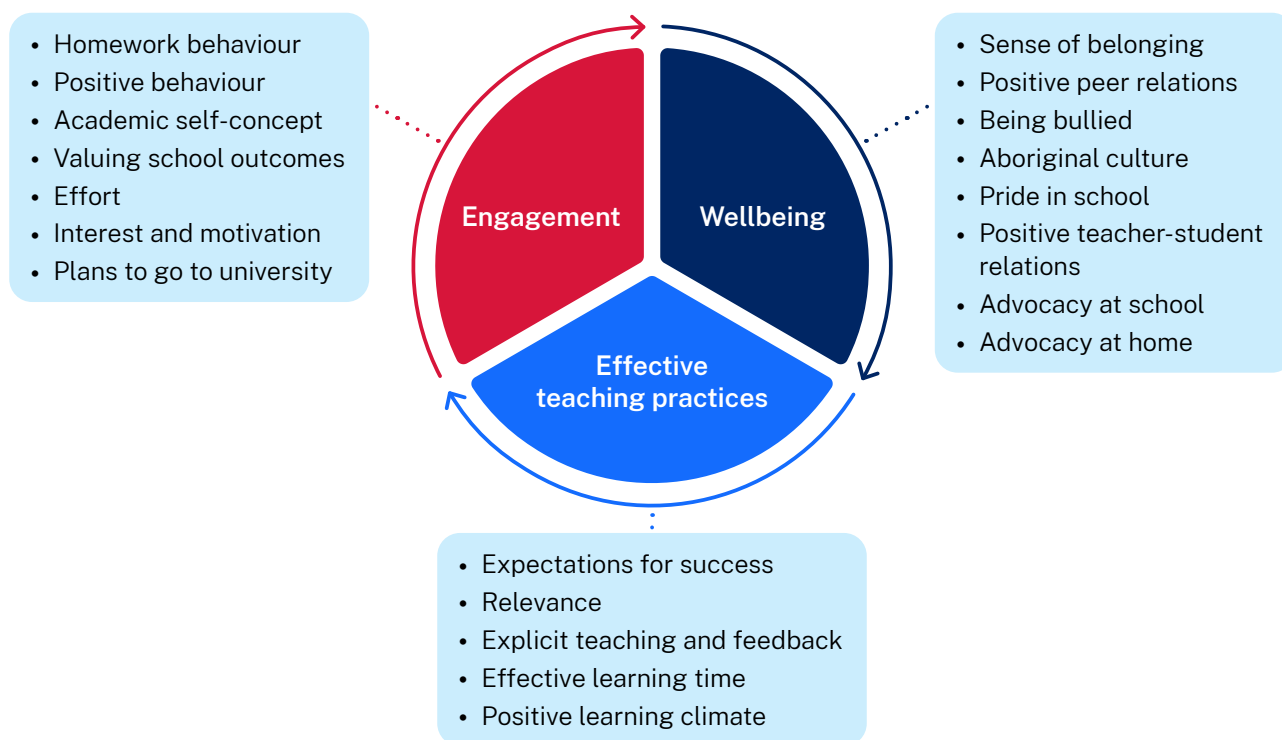 • Homework behaviour
• Positive behaviour
• Academic self-concept
• Valuing school outcomes
• Effort
• Interest and motivation
• Plans to go to university
Engagement
Wellbeing
• Sense of belonging
• Positive peer relations
• Being bullied
• Aboriginal culture
• Pride in school
• Positive teacher-student
relations
• Advocacy at school
• Advocacy at home
Effective
teaching practices
• Expectations for success
• Relevance
• Explicit teaching and feedback
• Effective learning time
• Positive learning climate